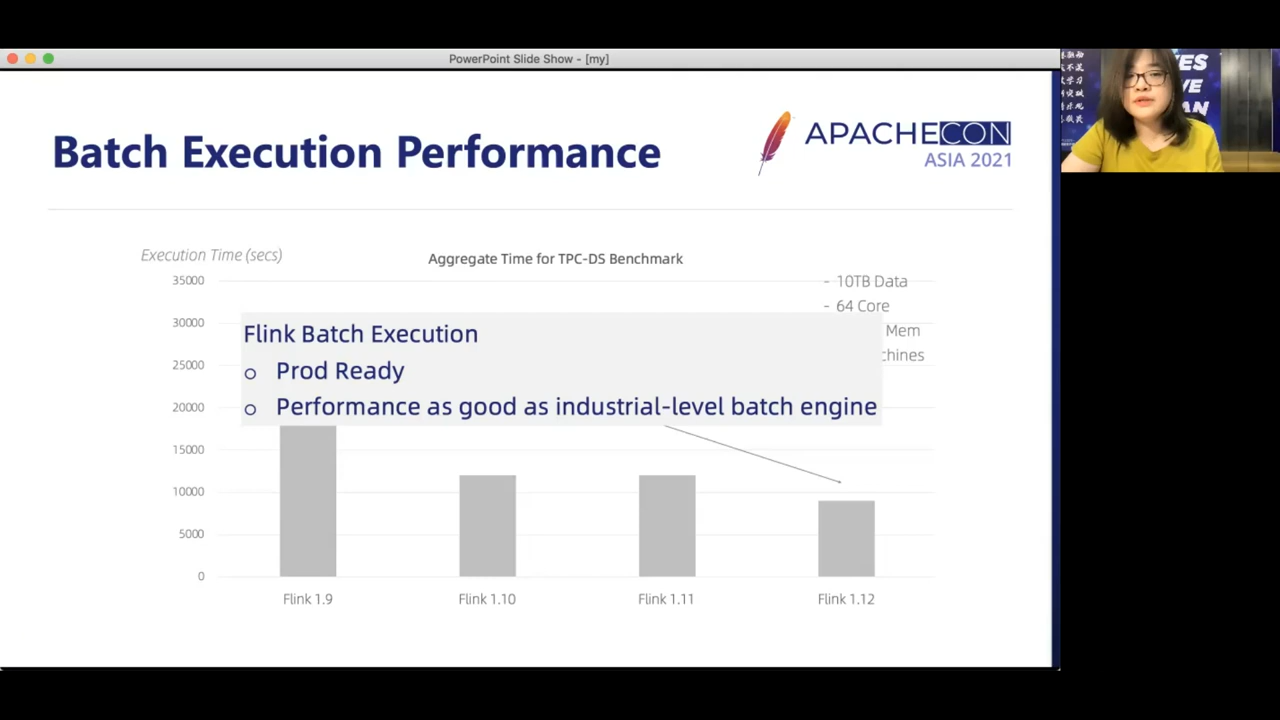 PowerPoint Slide Show - [my]
Batch Execution Performance
APACHECON
ASIA 2021
Execution Time (secs)
Aggregate Time for TPC-DS Benchmark
35000
30000
25000
20000
15000
10000
5000
0
- 10TB Data
- 64 Core
Mem
chines
Flink Batch Execution
o Prod Ready
o Performance as good as industrial-level batch engine
Flink 1.9
Flink 1.10
Flink 1.11
Flink 1.12